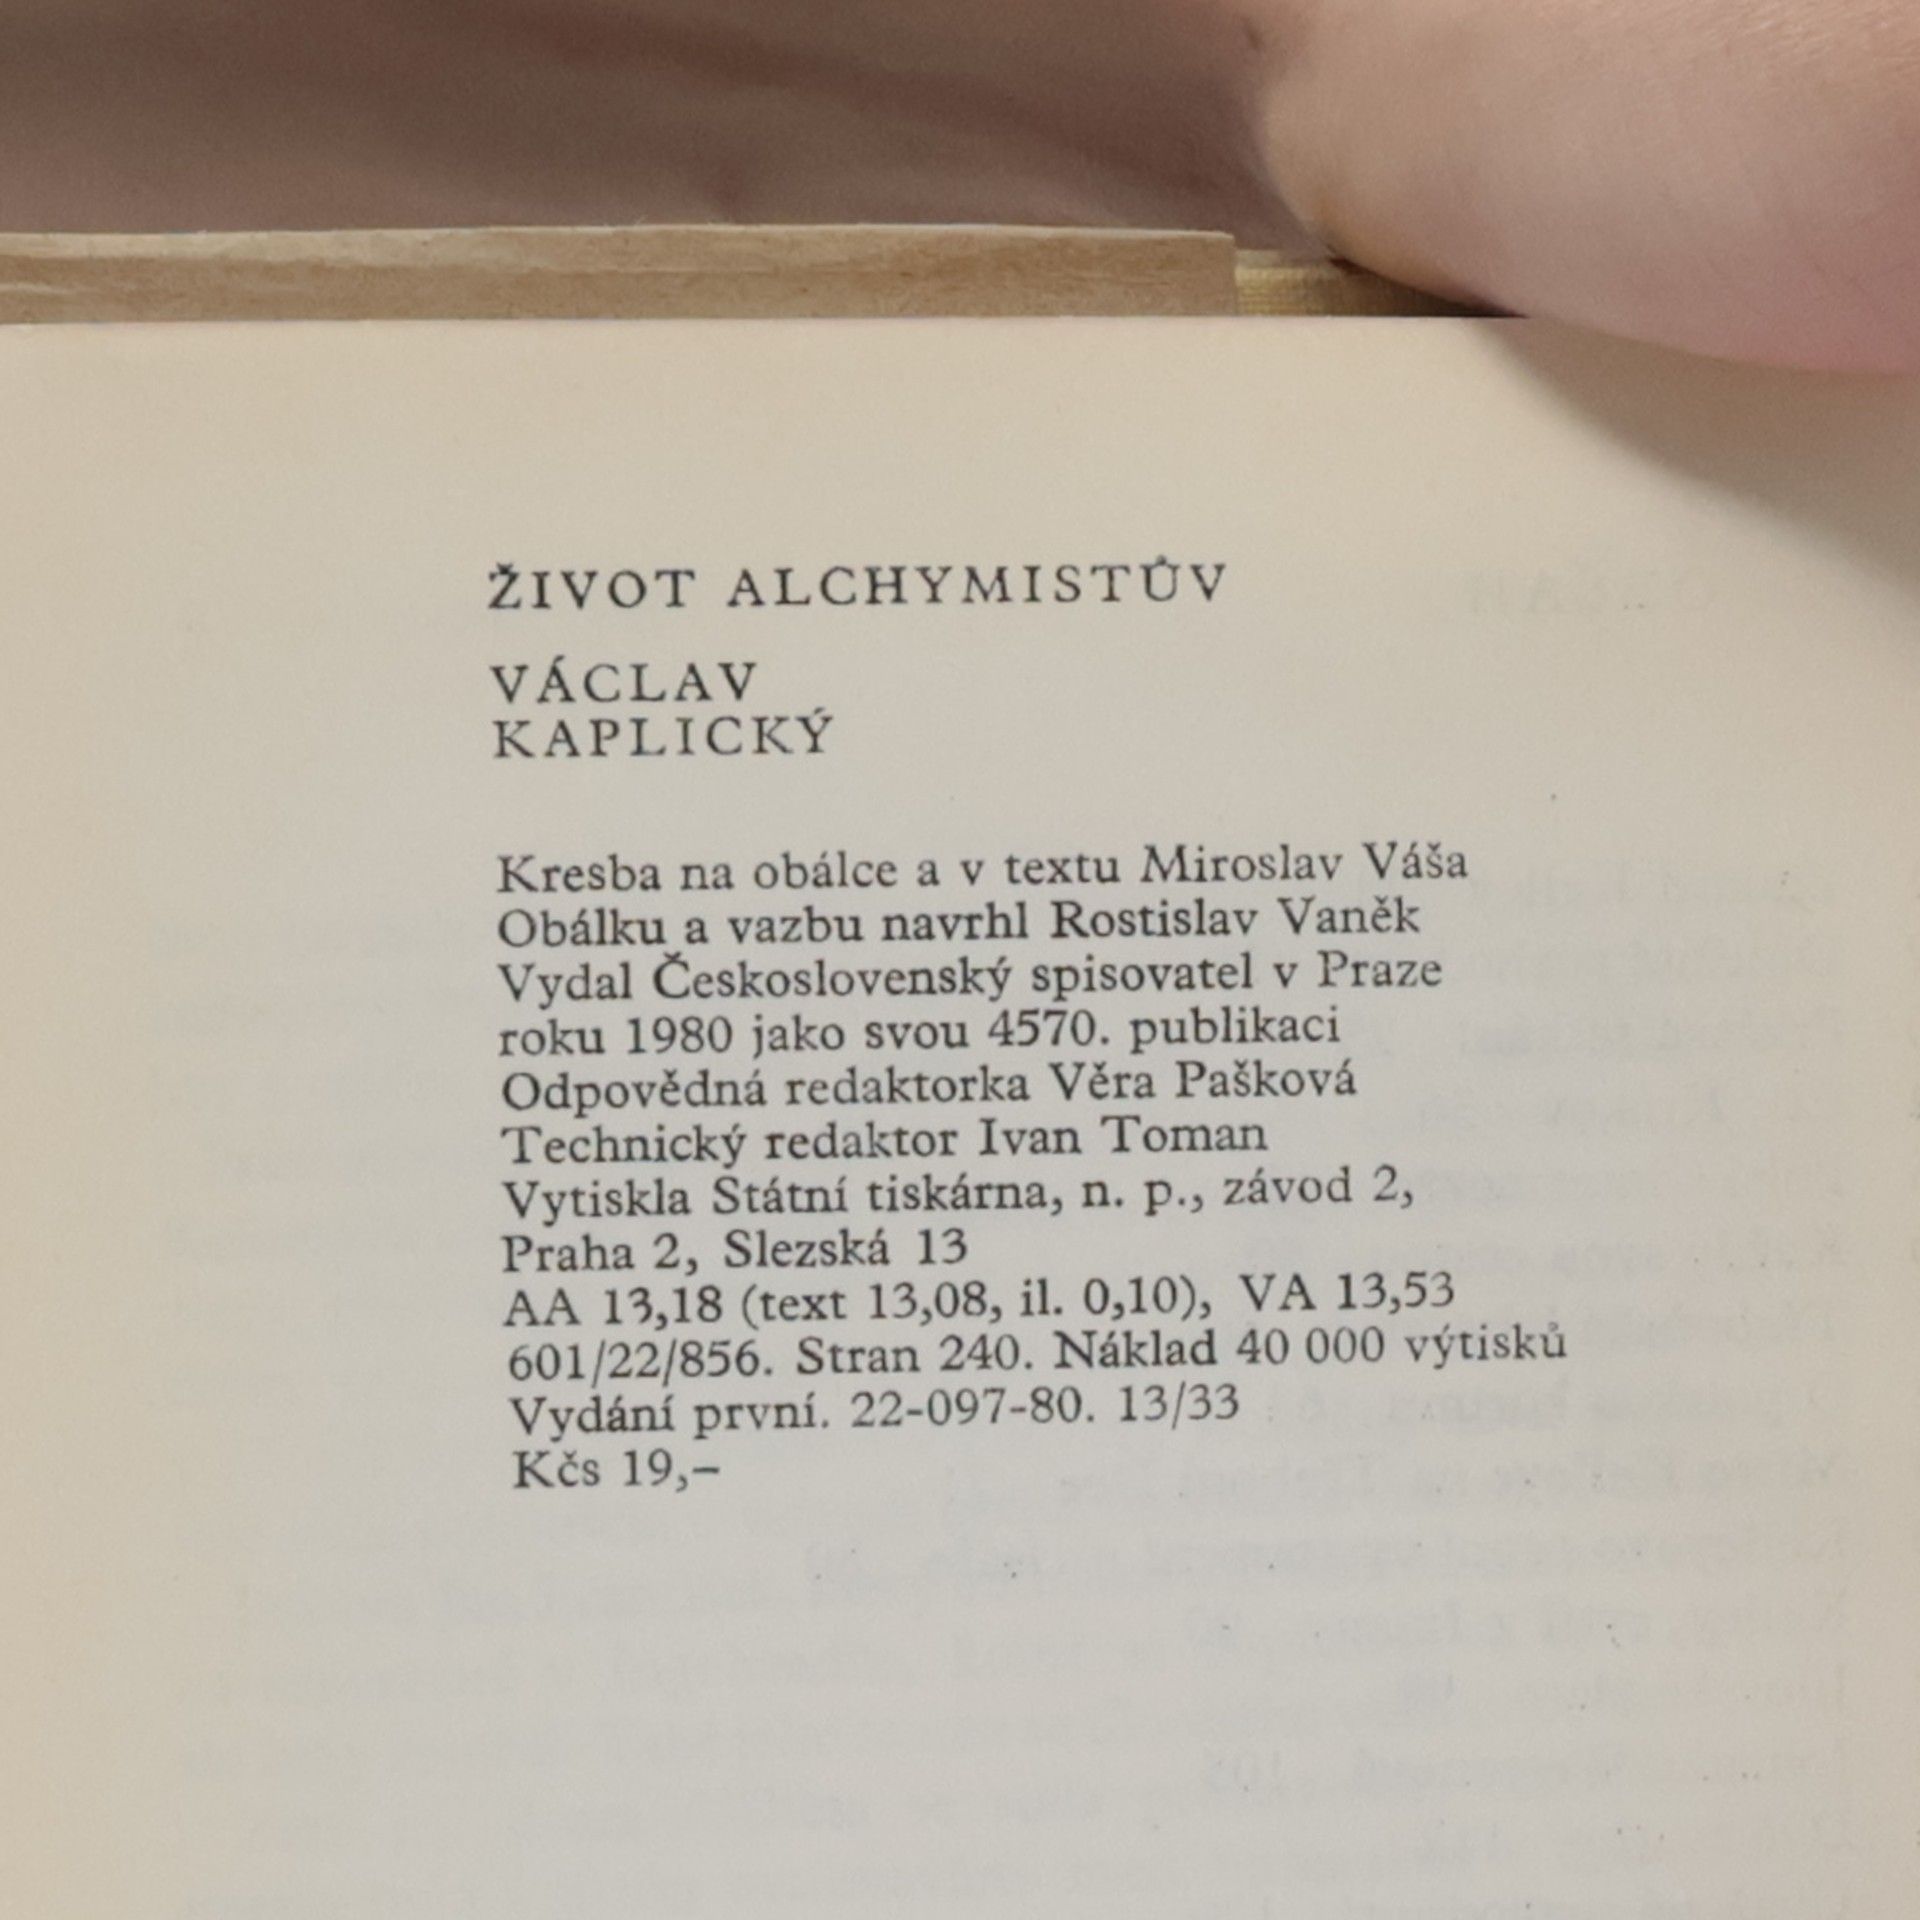 ŽIVOT ALCHYMISTŮV
VÁCLAV
KAPLICKÝ
Kresba na obálce a v textu Miroslav Váša
Obálku a vazbu navrhl Rostislav Vaněk
Vydal Československý spisovatel v Praze
roku 1980 jako svou 4570. publikaci
Odpovědná redaktorka Věra Pašková
Technický redaktor Ivan Toman
Vytiskla Státní tiskárna, n. p., závod 2,
Praha 2, Slezská 13
AA 13,18 (text 13,08, il. 0,10), VA 13,53
601/22/856. Stran 240. Náklad 40 000 výtisků
Vydání první. 22-097-80. 13/33
Kčs 19,–